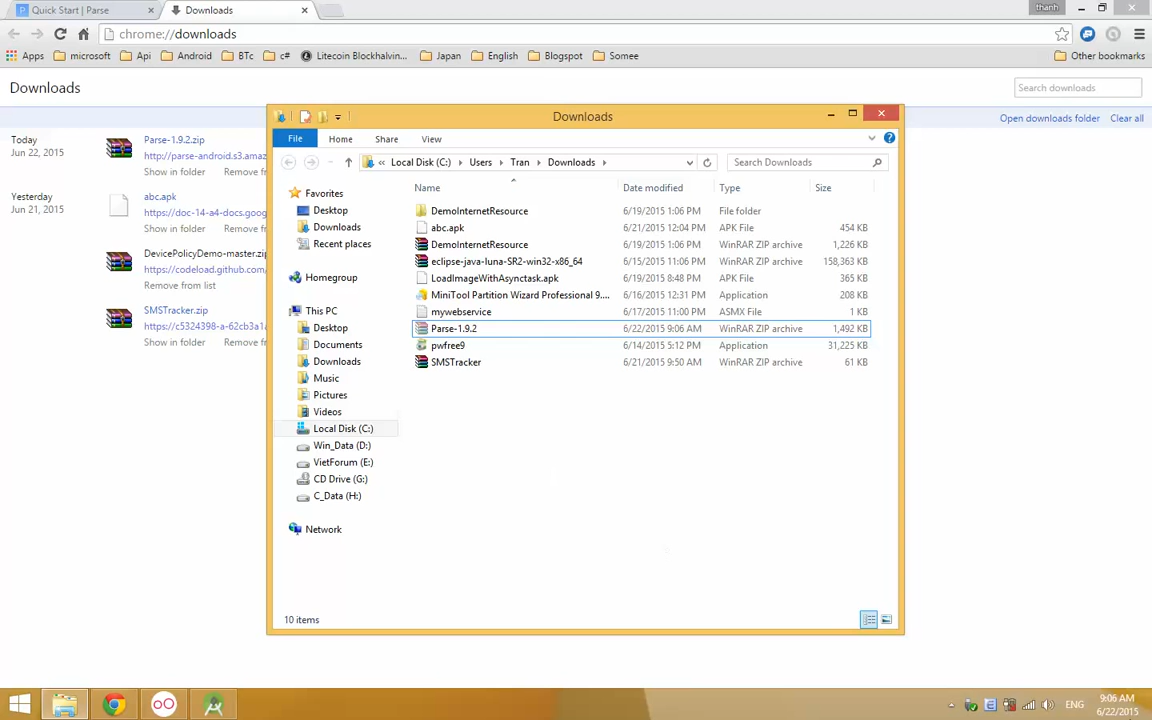 Quick Start | Parse
Downloads
thanh
chrome://downloads
Apps
microsoft
Api
Android
BTc
c#
Litecoin Blockhalvin...
Japan
English
Blogspot
Somee
Other bookmarks
Downloads
Search downloads
Open downloads folder
Clear all
Today
Jun 22, 2015
Parse-1.9.2.zip
http://parse-android.s3.amaz
Show in folder
Remove fr
Yesterday
Jun 21, 2015
abc.apk
https://doc-14-a4-docs.goog
Show in folder
Remove fr
DevicePolicyDemo-master.zip
https://codeload.github.com/
Remove from list
SMSTracker.zip
https://c5324398-a-62cb3a1a
Show in folder
Remove fr
Downloads
File
Home
Share
View
« Local Disk (C:)
Users
Tran
Downloads
Search Downloads
Name
Date modified
Type
Size
DemoInternetResource 6/19/2015 1:06 PM File folder
abc.apk 6/21/2015 12:04 PM APK File 454 KB
DemoInternetResource 6/19/2015 1:06 PM WinRAR ZIP archive 1,226 KB
eclipse-java-luna-SR2-win32-x86_64 6/15/2015 11:06 PM WinRAR ZIP archive 158,363 KB
LoadImageWithAsynctask.apk 6/19/2015 8:48 PM APK File 365 KB
MiniTool Partition Wizard Professional 9.... 6/16/2015 12:31 PM Application 208 KB
mywebservice 6/17/2015 11:00 PM ASMX File 1 KB
Parse-1.9.2 6/22/2015 9:06 AM WinRAR ZIP archive 1,492 KB
pwfree9 6/14/2015 5:12 PM Application 31,225 KB
SMSTracker 6/21/2015 9:50 AM WinRAR ZIP archive 61 KB
Favorites
Desktop
Downloads
Recent places
Homegroup
This PC
Desktop
Documents
Downloads
Music
Pictures
Videos
Local Disk (C:)
Win_Data (D:)
VietForum (E:)
CD Drive (G:)
C_Data (H:)
Network
10 items
ENG
9:06 AM
6/22/2015